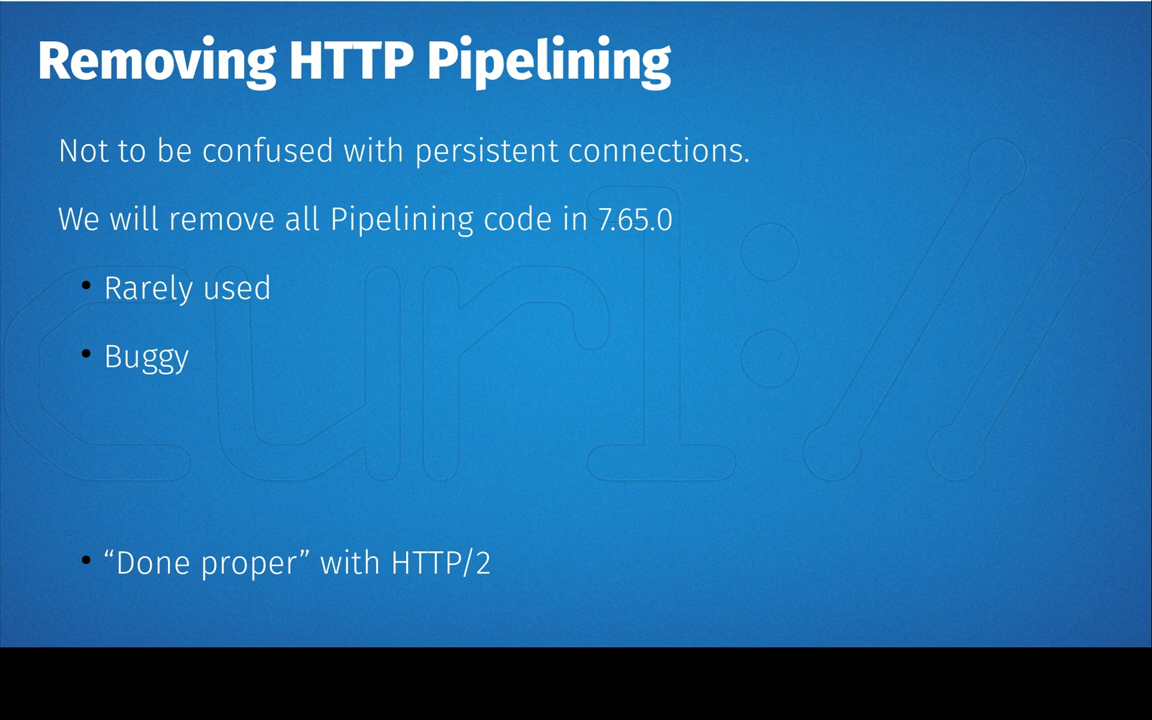 Removing HTTP Pipelining
Not to be confused with persistent connections.
We will remove all Pipelining code in 7.65.0
• Rarely used
• Buggy
curl://
• “Done proper” with HTTP/2